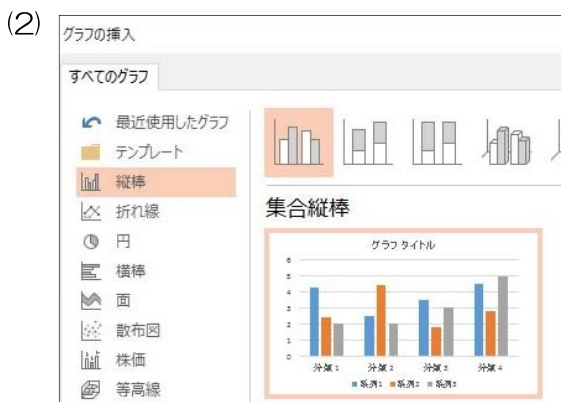 (2)
グラフの挿入
すべてのグラフ
最近使用したグラフ
テンプレート
縦棒
折れ線
円
横棒
面
散布図
株価
等高線
集合縦棒
グラフ タイトル
6
5
4
3
2
1
0
分類 1 分類 2 分類 3 分類 4
系列1 系列2 系列3